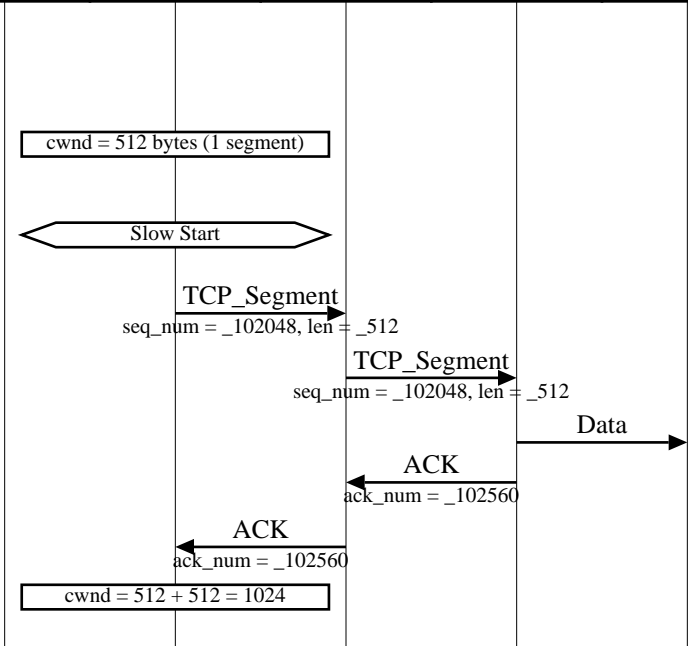 cwnd = 512 bytes (1 segment)
Slow Start
TCP_Segment
seq_num = _102048, len = _512
TCP_Segment
seq_num = _102048, len = _512
Data
ACK
ack_num = _102560
ACK
ack_num = _102560
cwnd = 512 + 512 = 1024